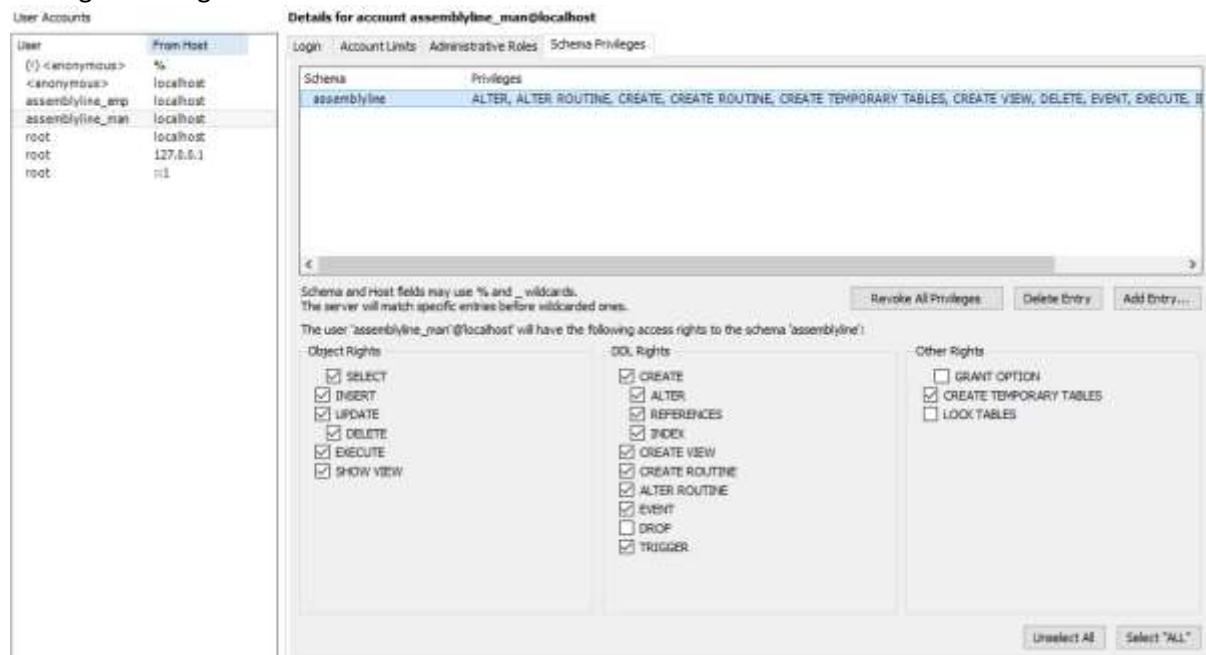 User Accounts
User From Host
(!) <anonymous> %
<anonymous> localhost
assemblyline_emp localhost
assemblyline_man localhost
root localhost
root 127.0.0.1
root ::1
Details for account assemblyline_man@localhost
Login Account Limits Administrative Roles Schema Privileges
Schema Privileges
assemblyline ALTER, ALTER ROUTINE, CREATE, CREATE ROUTINE, CREATE TEMPORARY TABLES, CREATE VIEW, DELETE, EVENT, EXECUTE,
Schema and Host fields may use % and _ wildcards.
The server will match specific entries before wildcarded ones.
Revoke All Privileges Delete Entry Add Entry...
The user 'assemblyline_man'@'localhost' will have the following access rights to the schema 'assemblyline':
Object Rights
SELECT
INSERT
UPDATE
DELETE
EXECUTE
SHOW VIEW
DDL Rights
CREATE
ALTER
REFERENCES
INDEX
CREATE VIEW
CREATE ROUTINE
ALTER ROUTINE
EVENT
DROP
TRIGGER
Other Rights
GRANT OPTION
CREATE TEMPORARY TABLES
LOCK TABLES
Unselect All Select "ALL"